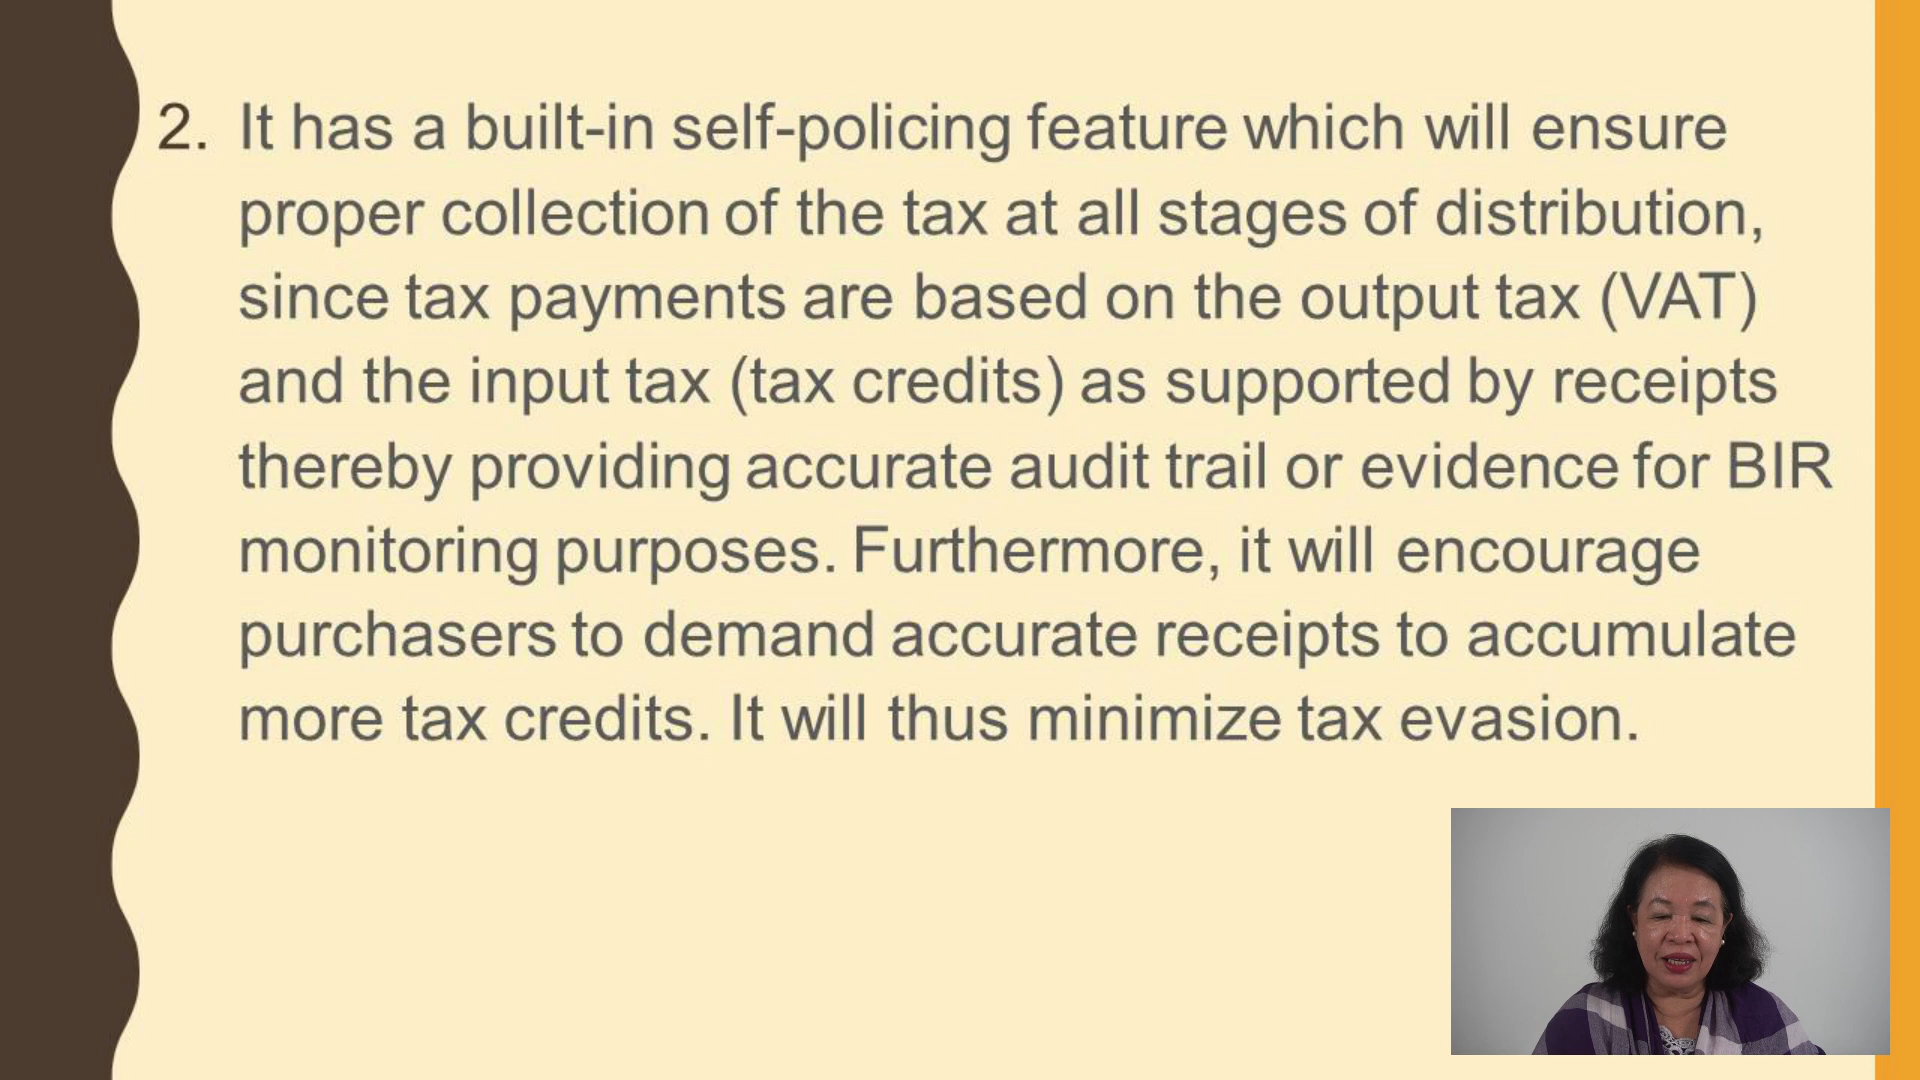 2. It has a built-in self-policing feature which will ensure
proper collection of the tax at all stages of distribution,
since tax payments are based on the output tax (VAT)
and the input tax (tax credits) as supported by receipts
thereby providing accurate audit trail or evidence for BIR
monitoring purposes. Furthermore, it will encourage
purchasers to demand accurate receipts to accumulate
more tax credits. It will thus minimize tax evasion.